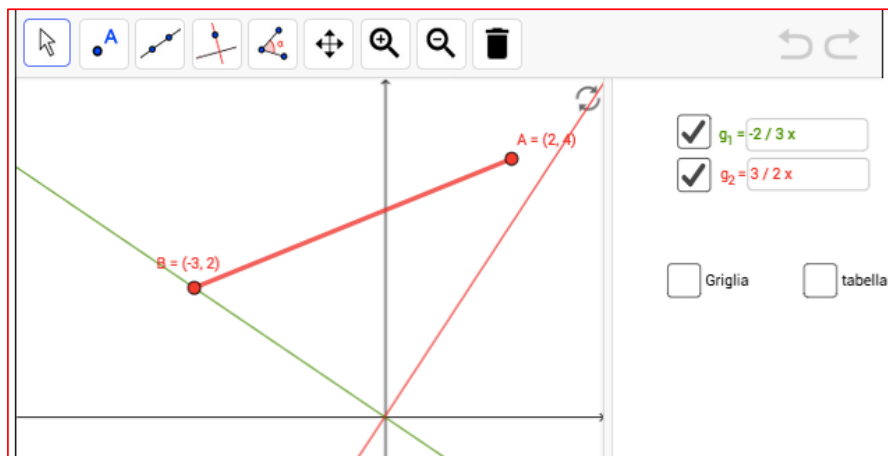 A
α
A = (2, 4)
B = (-3, 2)
g₁ = -2 / 3 x
g₂ = 3 / 2 x
Griglia
tabella